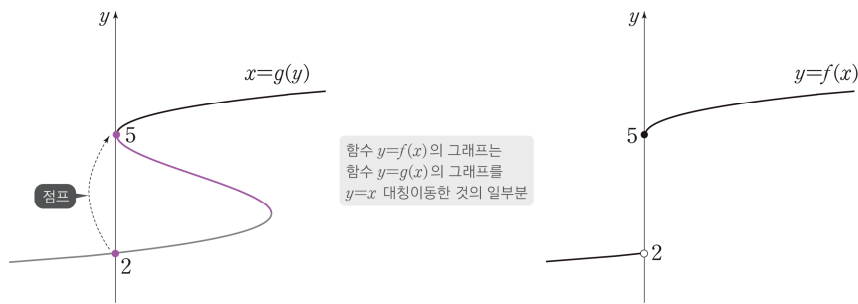 y
x=g(y)
5
점프
2
함수 y=f(x)의 그래프는
함수 y=g(x)의 그래프를
y=x 대칭이동한 것의 일부분
y
y=f(x)
5
2